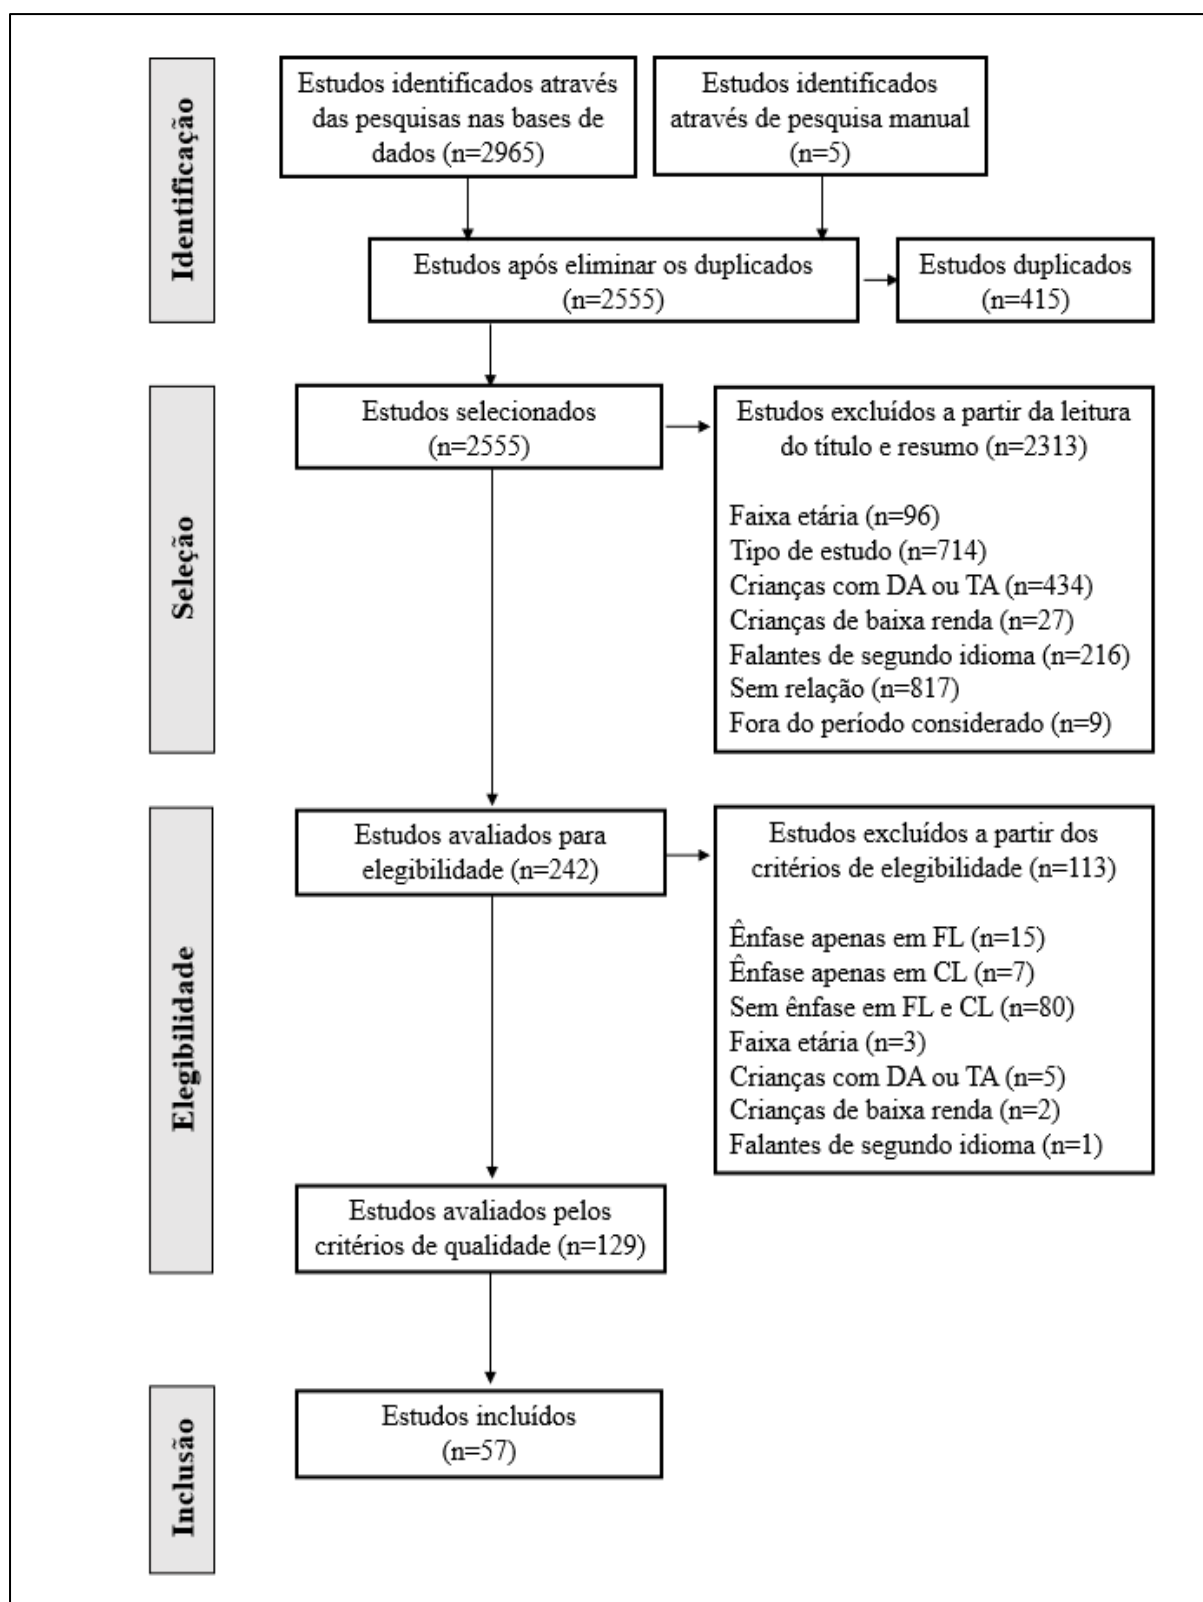 Identificação
Estudos identificados através
das pesquisas nas bases de
dados (n=2965)
Estudos identificados
através de pesquisa manual
(n=5)
Estudos após eliminar os duplicados
(n=2555)
Estudos duplicados
(n=415)
Seleção
Estudos selecionados
(n=2555)
Estudos excluídos a partir da leitura
do título e resumo (n=2313)
Faixa etária (n=96)
Tipo de estudo (n=714)
Crianças com DA ou TA (n=434)
Crianças de baixa renda (n=27)
Falantes de segundo idioma (n=216)
Sem relação (n=817)
Fora do período considerado (n=9)
Elegibilidade
Estudos avaliados para
elegibilidade (n=242)
Estudos excluídos a partir dos
critérios de elegibilidade (n=113)
Ênfase apenas em FL (n=15)
Ênfase apenas em CL (n=7)
Sem ênfase em FL e CL (n=80)
Faixa etária (n=3)
Crianças com DA ou TA (n=5)
Crianças de baixa renda (n=2)
Falantes de segundo idioma (n=1)
Estudos avaliados pelos
critérios de qualidade (n=129)
Inclusão
Estudos incluídos
(n=57)